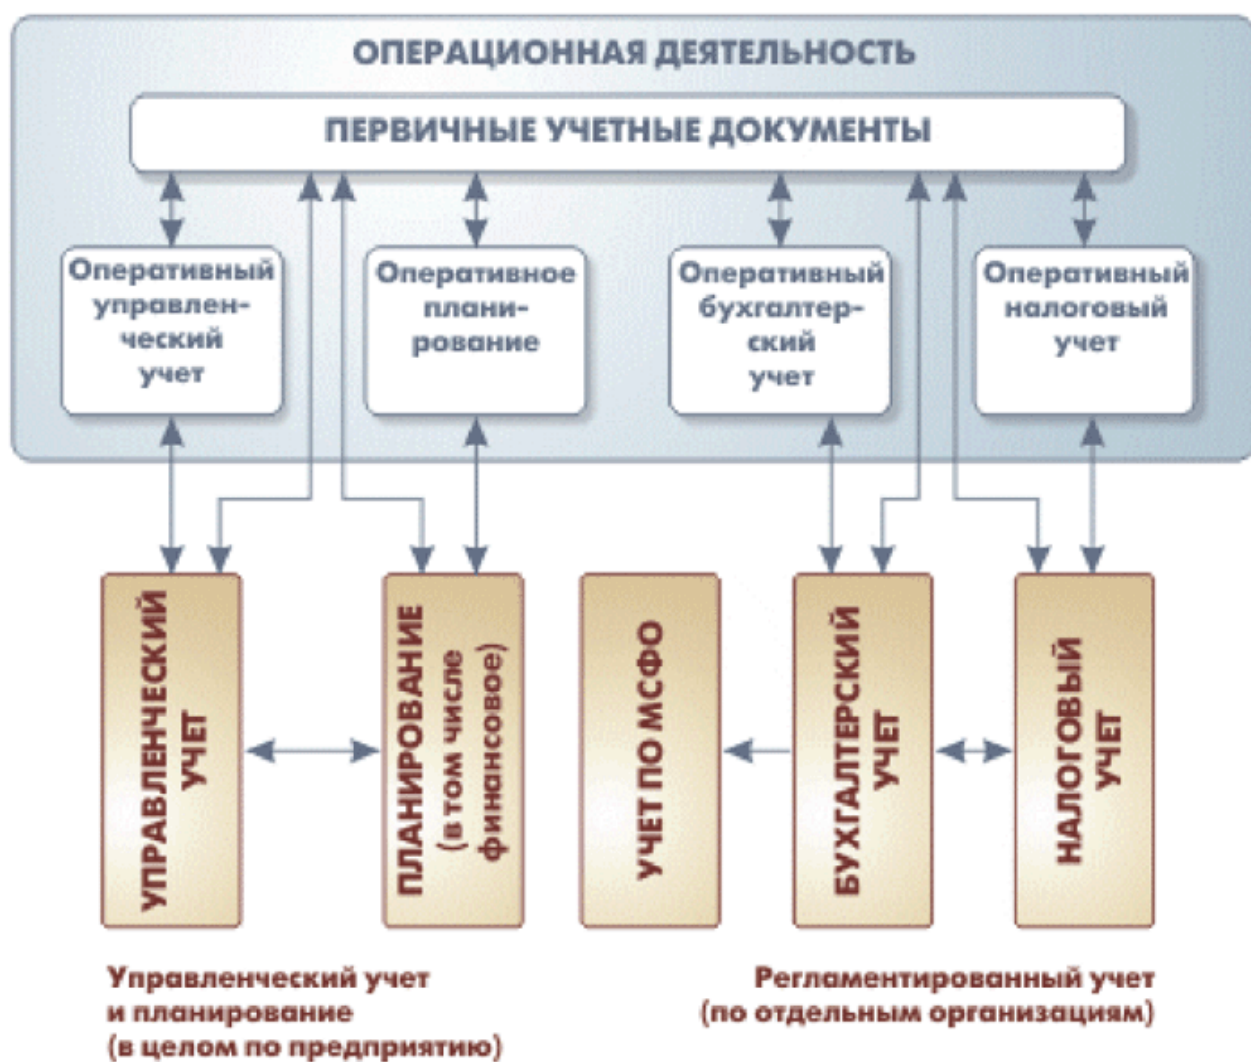 ОПЕРАЦИОННАЯ ДЕЯТЕЛЬНОСТЬ
ПЕРВИЧНЫЕ УЧЕТНЫЕ ДОКУМЕНТЫ
Оперативный
управлен-
ческий
учет
Оперативное
плани-
рование
Оперативный
бухгалтер-
ский
учет
Оперативный
налоговый
учет
УПРАВЛЕНЧЕСКИЙ
УЧЕТ
ПЛАНИРОВАНИЕ
(в том числе
финансовое)
УЧЕТ ПО МСФО
БУХГАЛТЕРСКИЙ
УЧЕТ
НАЛОГОВЫЙ
УЧЕТ
Управленческий учет
и планирование
(в целом по предприятию)
Регламентированный учет
(по отдельным организациям)